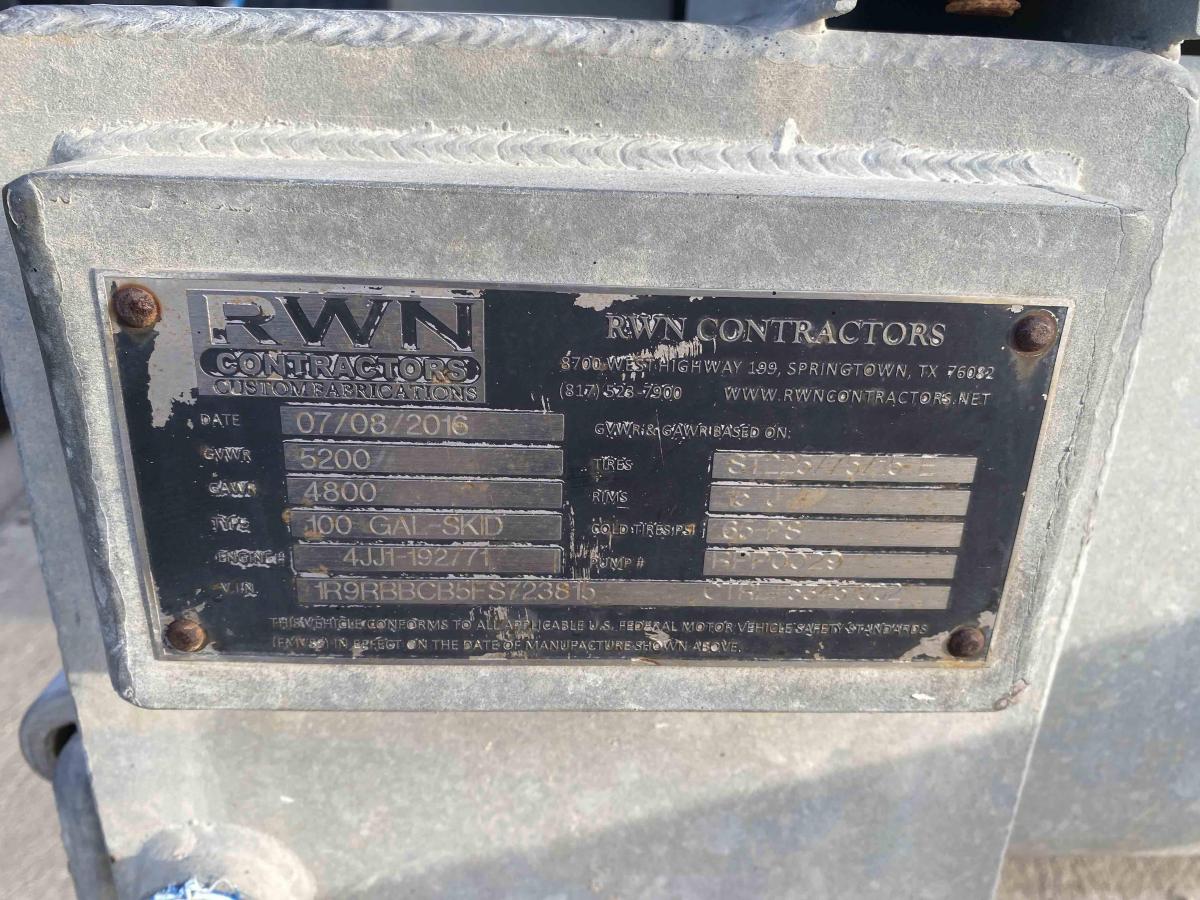 RWN
CONTRACTORS
CUSTOM FABRICATIONS
RWN CONTRACTORS
8700 WEST HIGHWAY 199, SPRINGTOWN, TX 76082
(817) 523-7900 WWW.RWNCONTRACTORS.NET
DATE 07/08/2016
GVWR 5200
GAWR 4800
TYPE 100 GAL-SKID
ENGINE# 4JJ1-192771
V.IN 1R9RBBCB5FS723815
GVWR & GAWR BASED ON:
TIRES
RIMS
COLD TIRES PSI
PUMP #
THIS VEHICLE CONFORMS TO ALL APPLICABLE U.S. FEDERAL MOTOR VEHICLE SAFETY STANDARDS
IN EFFECT ON THE DATE OF MANUFACTURE SHOWN ABOVE.